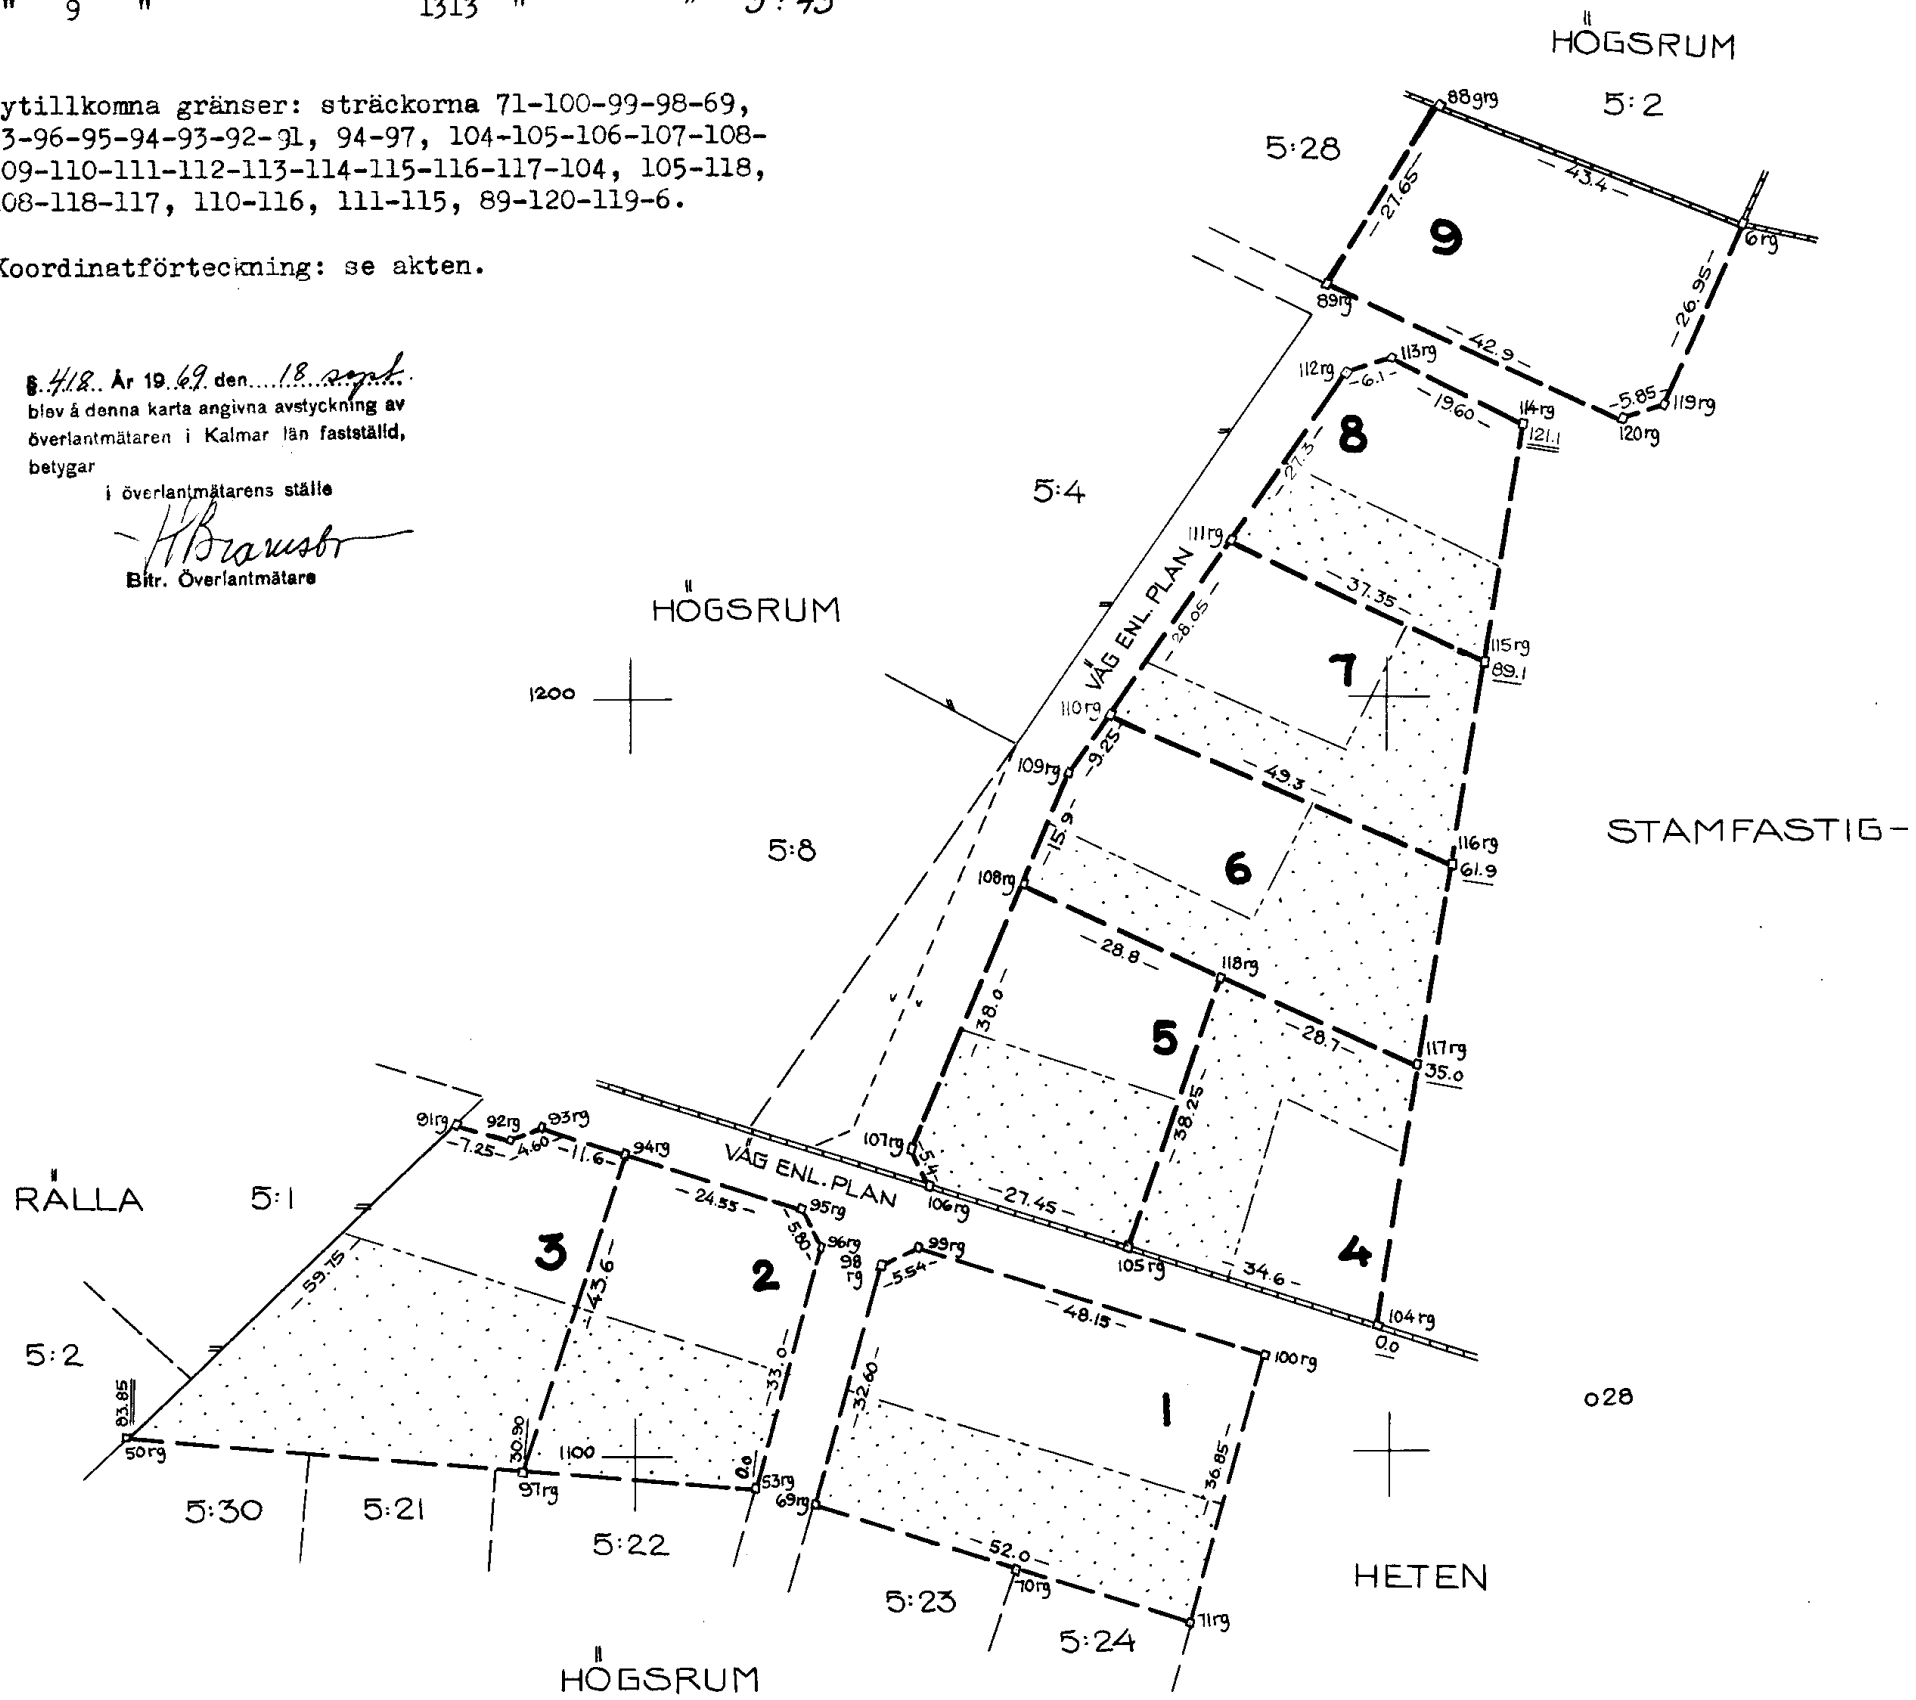 " 9 " 1313 " " 5:45
ytillkomna gränser: sträckorna 71-100-99-98-69,
3-96-95-94-93-92-91, 94-97, 104-105-106-107-108-
09-110-111-112-113-114-115-116-117-104, 105-118,
08-118-117, 110-116, 111-115, 89-120-119-6.
Koordinatförteckning: se akten.
§ 418 År 1969 den 18 sept.
blev å denna karta angivna avstyckning av
överlantmätaren i Kalmar län fastställd,
betygar
i överlantmätarens ställe
Bitr. Överlantmätare
HÖGSRUM
5:2
88grg
5:28
-43.4-
-27.65-
9
6rg
-26.95-
89rg
-42.9-
113rg
112rg
-6.1-
-5.85-
119rg
-19.60-
114rg
120rg
121.1
8
-27.3-
5:4
111rg
VÄG ENL. PLAN
-37.35-
-28.05-
HÖGSRUM
115rg
89.1
7
1200
110rg
-9.25-
109rg
-49.3-
STAMFASTIG-
-15.9-
5:8
116rg
61.9
6
108rg
-28.8-
118rg
-38.0-
5
-28.7-
117rg
35.0
-38.25-
91rg
92rg
93rg
-7.25-
4.60
-11.6-
94rg
107rg
5.4
VÄG ENL. PLAN
RÄLLA
5:1
-24.55-
95rg
106rg
-27.45
5.80
96rg
98
rg
99rg
-5.54-
105rg
-34.6-
4
3
2
-59.75-
-43.6-
-48.15-
104rg
0.0
5:2
-33.0-
-32.60-
100rg
83.85
1
o28
50rg
30.90
1100
0.0
-36.85-
97rg
53rg
69rg
5:30
5:21
5:22
-52.0-
70rg
HETEN
5:23
71rg
5:24
HÖGSRUM